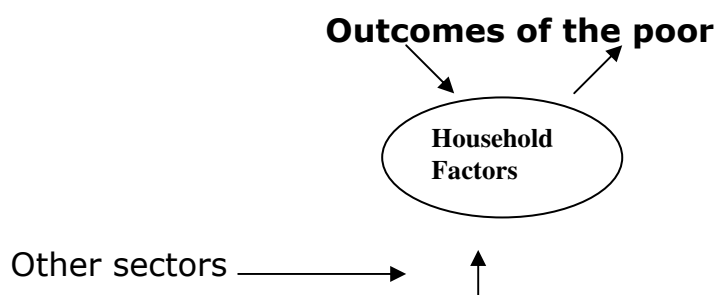 Outcomes of the poor
Household
Factors
Other sectors